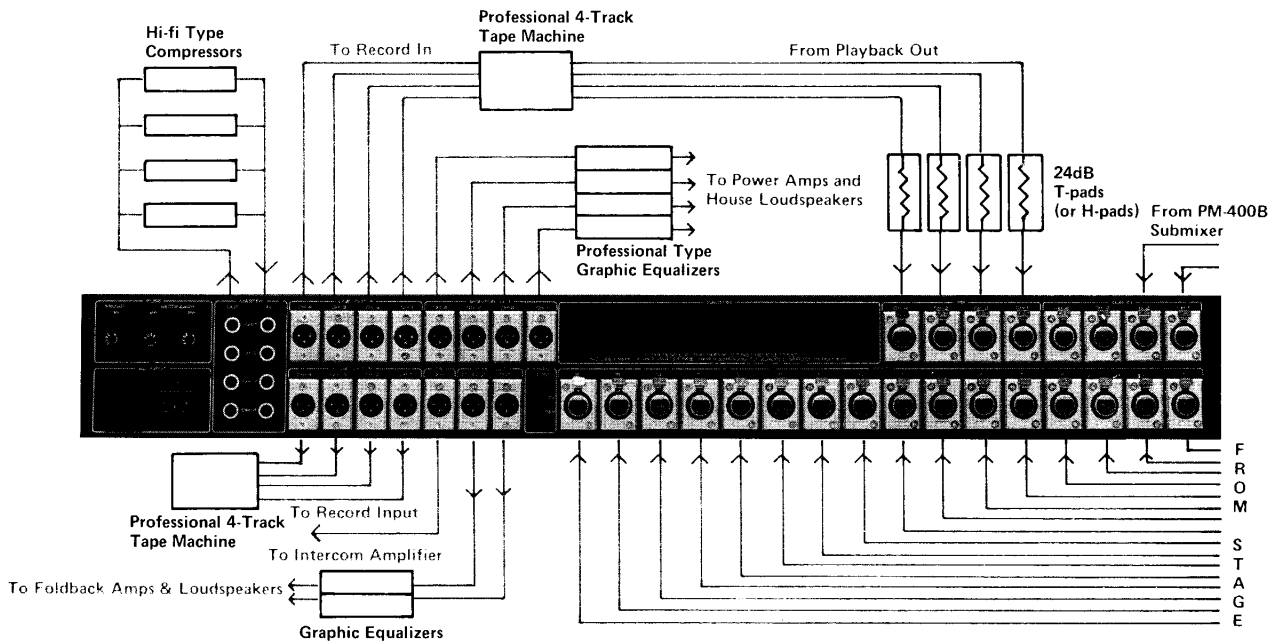 Professional 4-Track
Tape Machine
Hi-fi Type
Compressors
To Record In
From Playback Out
24dB
T-pads
(or H-pads)
From PM-400B
Submixer
To Power Amps and
House Loudspeakers
Professional Type
Graphic Equalizers
Professional 4-Track
Tape Machine
To Record Input
To Intercom Amplifier
To Foldback Amps & Loudspeakers
Graphic Equalizers
F
R
O
M
S
T
A
G
E